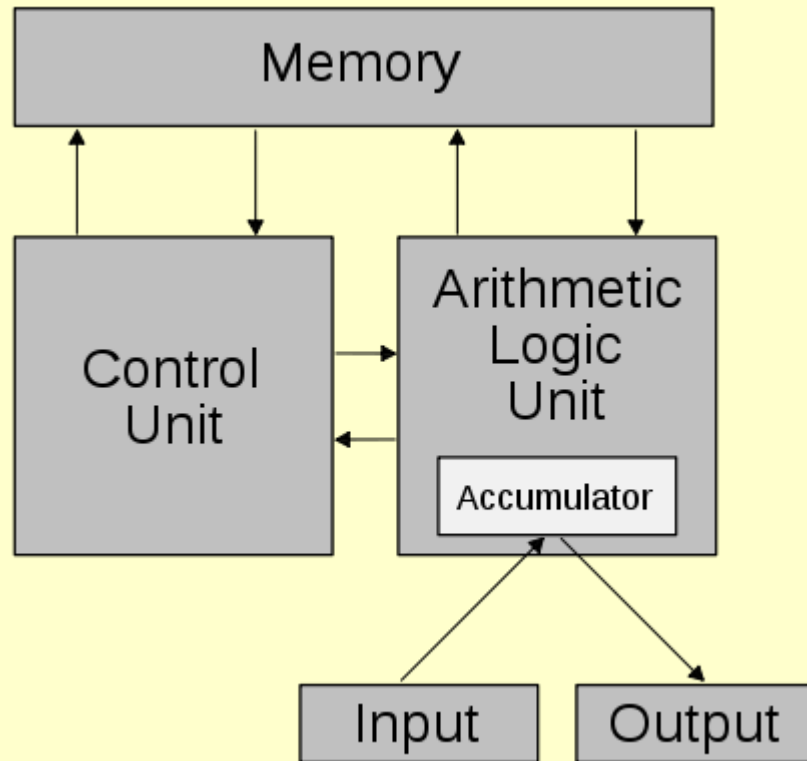 Memory
Control
Unit
Arithmetic
Logic
Unit
Accumulator
Input
Output